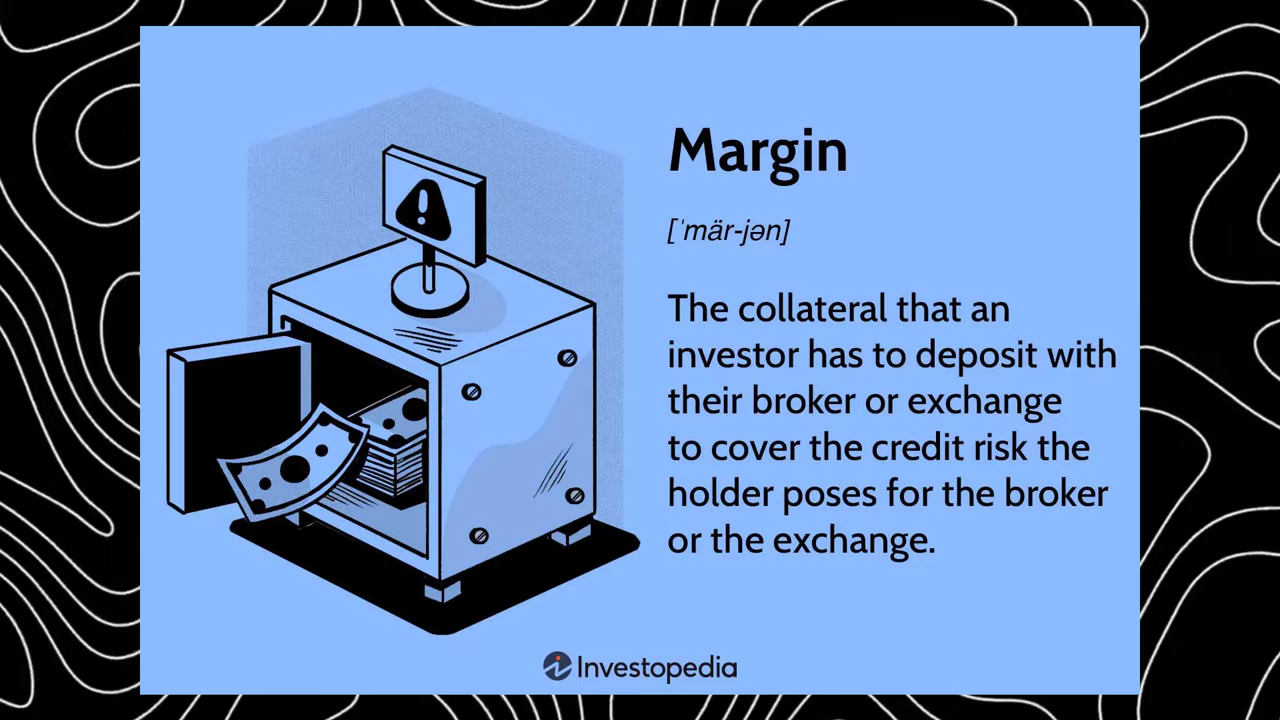 Margin
[ˈmär-jən]
The collateral that an
investor has to deposit with
their broker or exchange
to cover the credit risk the
holder poses for the broker
or the exchange.
Investopedia